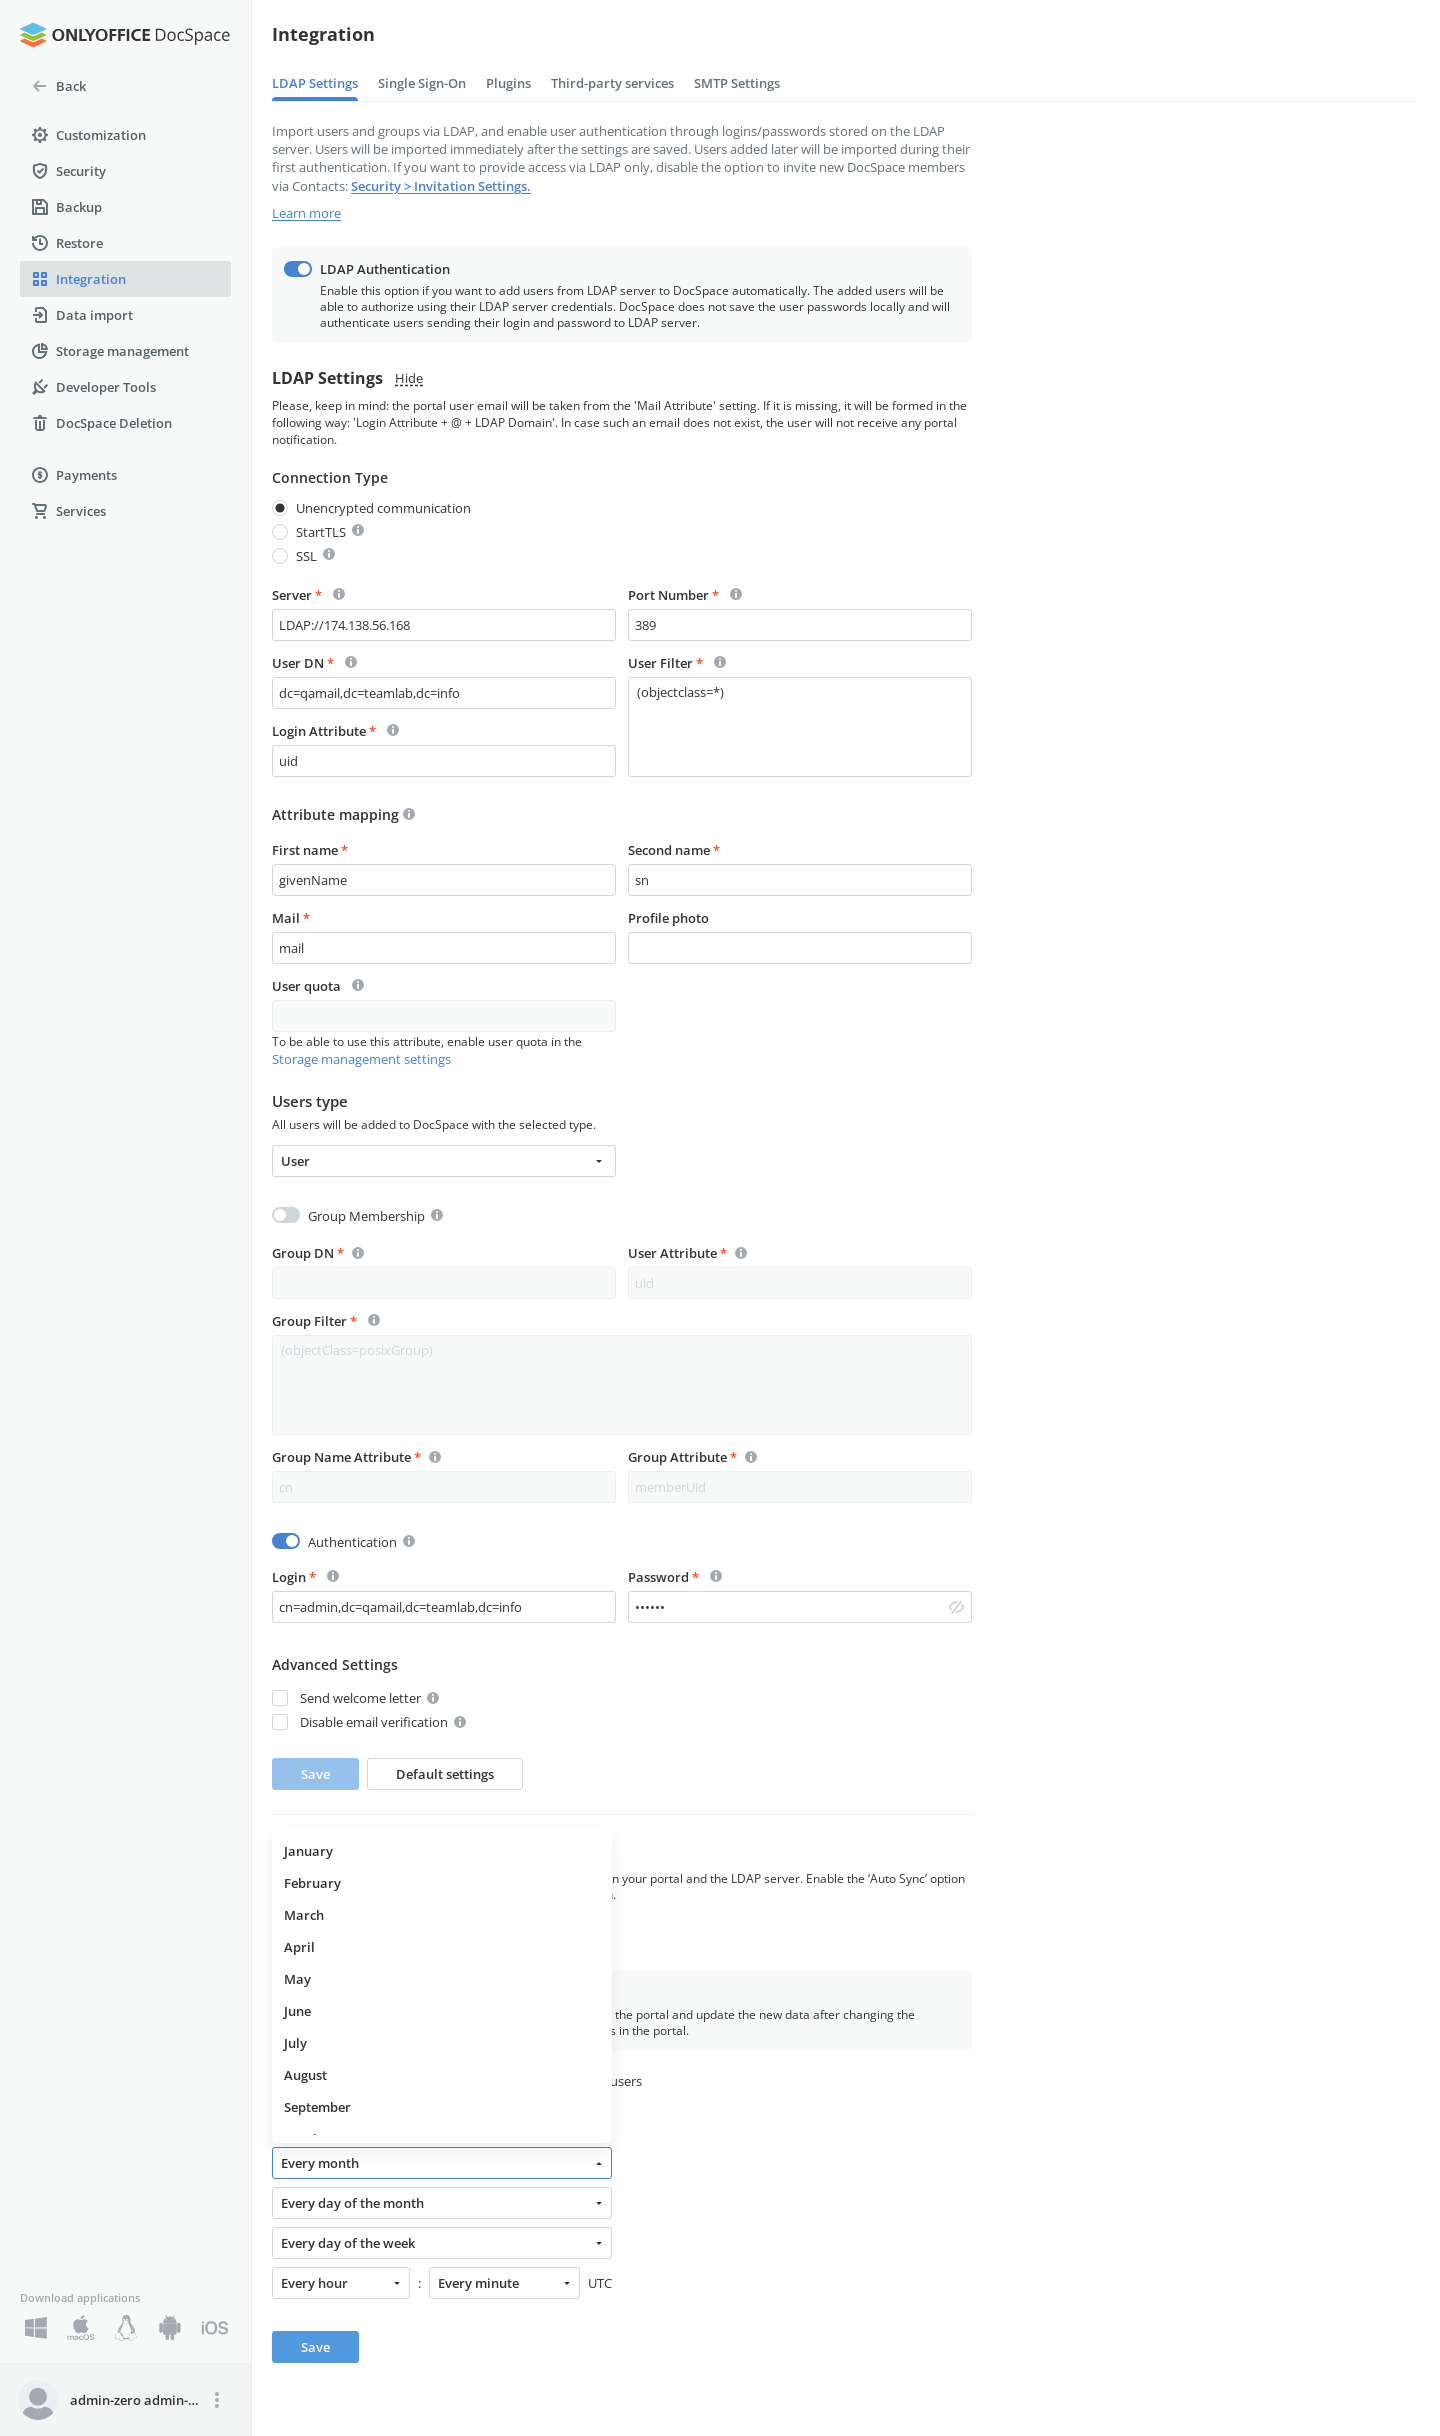 ONLYOFFICE DocSpace
Back
Customization
Security
Backup
Restore
Integration
Data import
Storage management
Developer Tools
DocSpace Deletion
Payments
Services
Download applications
macOS
iOS
admin-zero admin-...
Integration
LDAP Settings Single Sign-On Plugins Third-party services SMTP Settings
Import users and groups via LDAP, and enable user authentication through logins/passwords stored on the LDAP
server. Users will be imported immediately after the settings are saved. Users added later will be imported during their
first authentication. If you want to provide access via LDAP only, disable the option to invite new DocSpace members
via Contacts: Security > Invitation Settings.
Learn more
LDAP Authentication
Enable this option if you want to add users from LDAP server to DocSpace automatically. The added users will be
able to authorize using their LDAP server credentials. DocSpace does not save the user passwords locally and will
authenticate users sending their login and password to LDAP server.
LDAP Settings Hide
Please, keep in mind: the portal user email will be taken from the 'Mail Attribute' setting. If it is missing, it will be formed in the
following way: 'Login Attribute + @ + LDAP Domain'. In case such an email does not exist, the user will not receive any portal
notification.
Connection Type
Unencrypted communication
StartTLS
SSL
Server * Port Number *
LDAP://174.138.56.168 389
User DN * User Filter *
dc=qamail,dc=teamlab,dc=info (objectclass=*)
Login Attribute *
uid
Attribute mapping
First name * Second name *
givenName sn
Mail * Profile photo
mail
User quota
To be able to use this attribute, enable user quota in the
Storage management settings
Users type
All users will be added to DocSpace with the selected type.
User
Group Membership
Group DN * User Attribute *
uid
Group Filter *
(objectClass=posixGroup)
Group Name Attribute * Group Attribute *
cn memberUid
Authentication
Login * Password *
cn=admin,dc=qamail,dc=teamlab,dc=info ••••••
Advanced Settings
Send welcome letter
Disable email verification
Save Default settings
January
February
March
April
May
June
July
August
September
n your portal and the LDAP server. Enable the ‘Auto Sync’ option
the portal and update the new data after changing the
s in the portal.
users
Every month
Every day of the month
Every day of the week
Every hour : Every minute UTC
Save